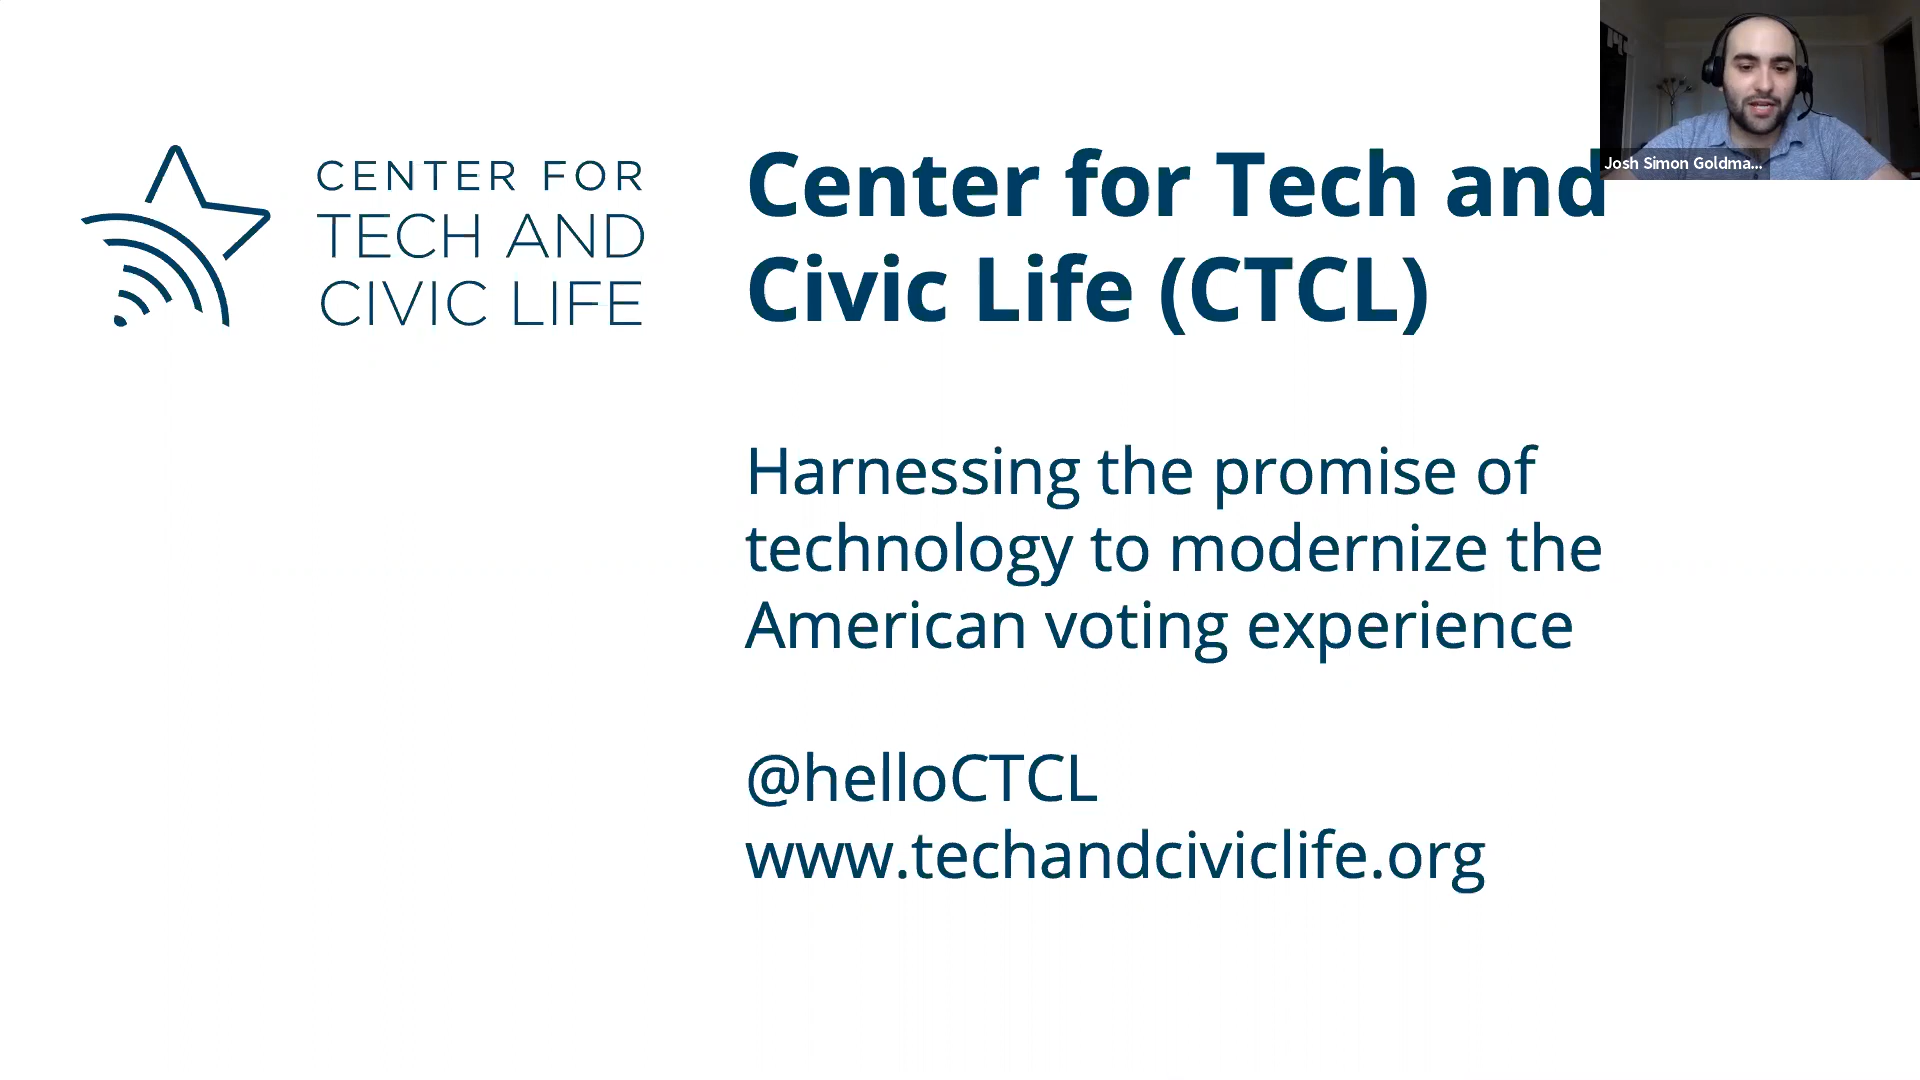 CENTER FOR
TECH AND
CIVIC LIFE
Center for Tech and
Civic Life (CTCL)
Harnessing the promise of
technology to modernize the
American voting experience
@helloCTCL
www.techandciviclife.org
Josh Simon Goldma...